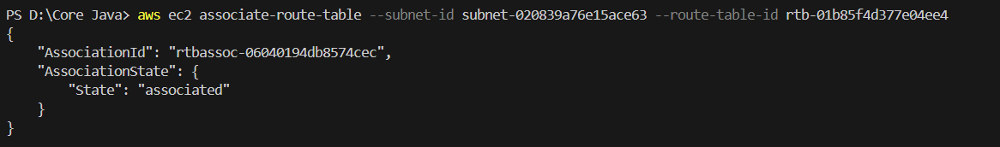 PS D:\Core Java> aws ec2 associate-route-table --subnet-id subnet-020839a76e15ace63 --route-table-id rtb-01b85f4d377e04ee4
{
    "AssociationId": "rtbassoc-06040194db8574cec",
    "AssociationState": {
        "State": "associated"
    }
}